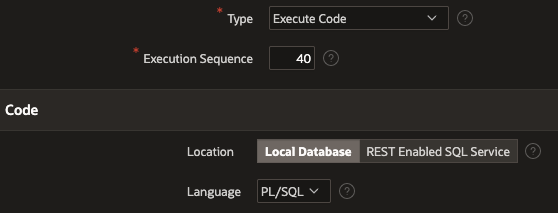 * Type Execute Code ?
* Execution Sequence 40 ?
Code
Location Local Database REST Enabled SQL Service ?
Language PL/SQL ?